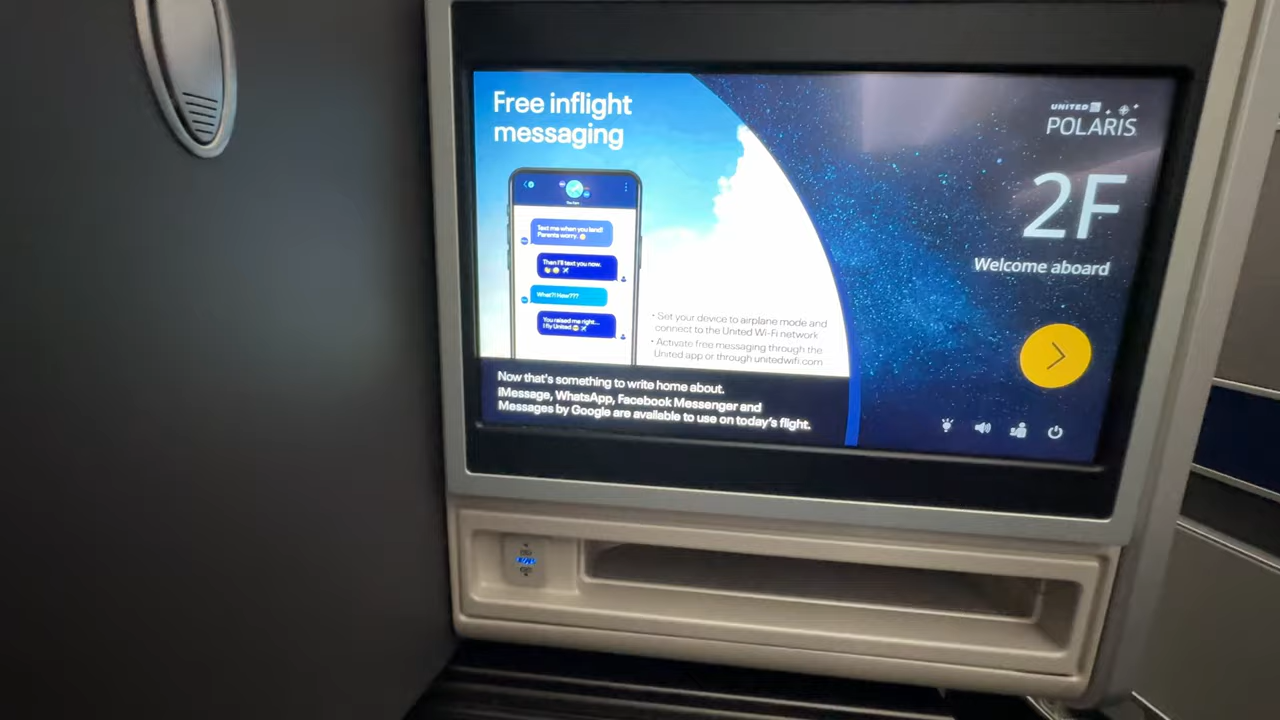 Free inflight
messaging
Text me when you land!
Parents worry.
Then I'll text you now.
What?! How???
You raised me right...
I fly United
• Set your device to airplane mode and
connect to the United Wi-Fi network
• Activate free messaging through the
United app or through unitedwifi.com
Now that's something to write home about.
iMessage, WhatsApp, Facebook Messenger and
Messages by Google are available to use on today's flight.
UNITED
POLARIS
2F
Welcome aboard